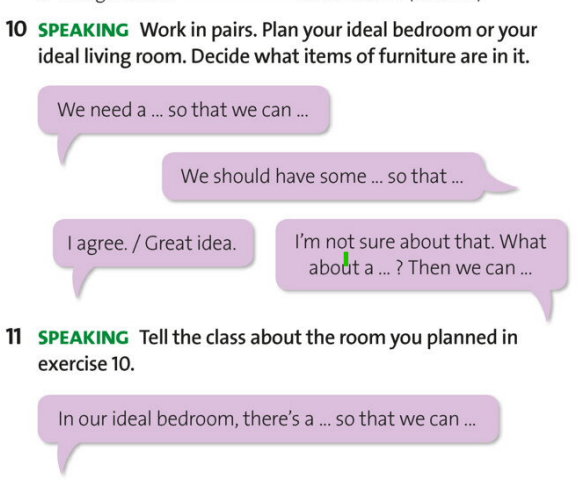 10 SPEAKING Work in pairs. Plan your ideal bedroom or your
ideal living room. Decide what items of furniture are in it.
We need a ... so that we can ...
We should have some ... so that ...
I agree. / Great idea.
I'm not sure about that. What
about a ... ? Then we can ...
11 SPEAKING Tell the class about the room you planned in
exercise 10.
In our ideal bedroom, there's a ... so that we can ...